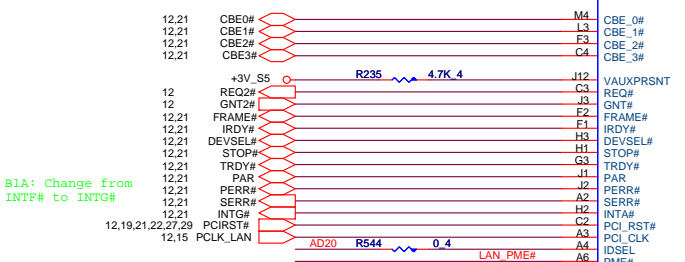 12,21 CBE0# M4 CBE_0#
12,21 CBE1# L3 CBE_1#
12,21 CBE2# F3 CBE_2#
12,21 CBE3# C4 CBE_3#
+3V_S5 R235 4.7K_4 J12 VAUXPRSNT
12 REQ2# C3 REQ#
12 GNT2# J3 GNT#
12,21 FRAME# F2 FRAME#
12,21 IRDY# F1 IRDY#
12,21 DEVSEL# H3 DEVSEL#
12,21 STOP# H1 STOP#
12,21 TRDY# G3 TRDY#
12,21 PAR J1 PAR
B1A: Change from
INTF# to INTG#
12,21 PERR# J2 PERR#
12,21 SERR# A2 SERR#
12,21 INTG# H2 INTA#
12,19,21,22,27,29 PCIRST# C2 PCI_RST#
12,15 PCLK_LAN A3 PCI_CLK
AD20 R544 0_4 A4 IDSEL
LAN_PME# A6 PME#